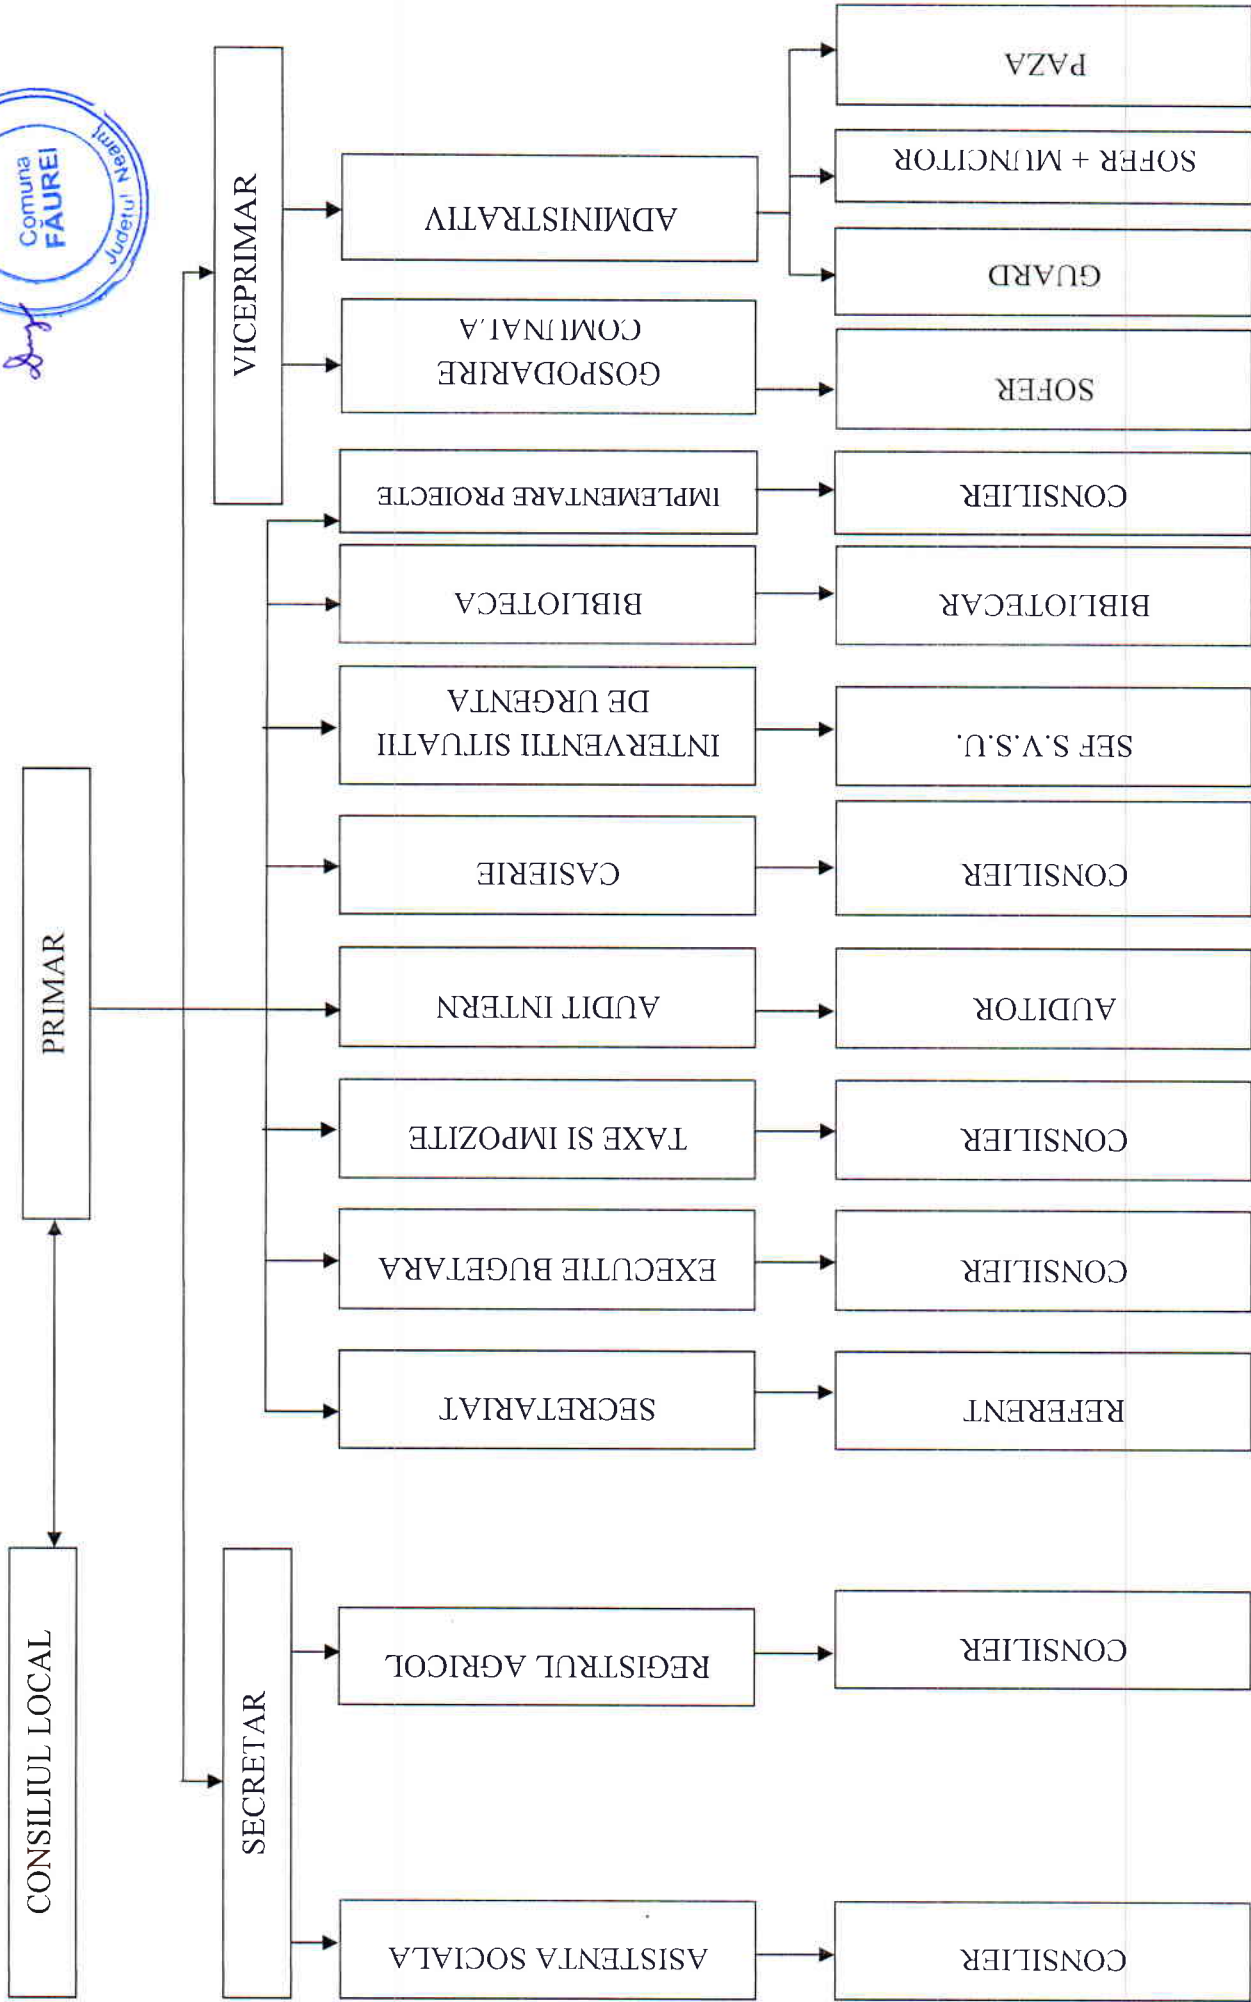 CONSILIUL LOCAL
PRIMAR
Comuna
FĂUREI
Județul Neamț
SECRETAR
VICEPRIMAR
ASISTENTA SOCIALA
REGISTRUL AGRICOL
SECRETARIAT
EXECUTIE BUGETARA
TAXE SI IMPOZITE
AUDIT INTERN
CASIERIE
INTERVENTII SITUATII
DE URGENTA
BIBLIOTECA
IMPLEMENTARE PROIECTE
GOSPODARIRE
COMUNALA
ADMINISTRATIV
CONSILIER
CONSILIER
REFERENT
CONSILIER
CONSILIER
AUDITOR
CONSILIER
SEF S.V.S.U.
BIBLIOTECAR
CONSILIER
SOFER
GUARD
SOFER + MUNCITOR
PAZA